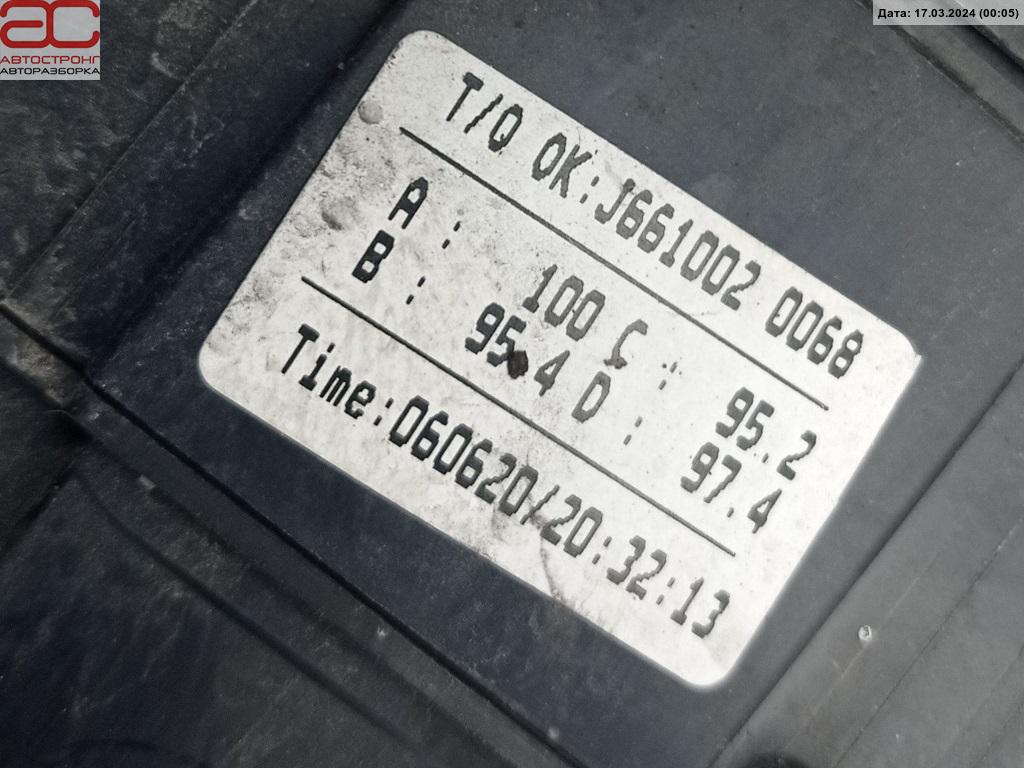 АВТОСТРОНГ
АВТОРАЗБОРКА
Дата: 17.03.2024 (00:05)
T/Q OK:J661002 0068
A : 100 C : 95.2
B : 95.4 D : 97.4
Time:060620/20:32:13